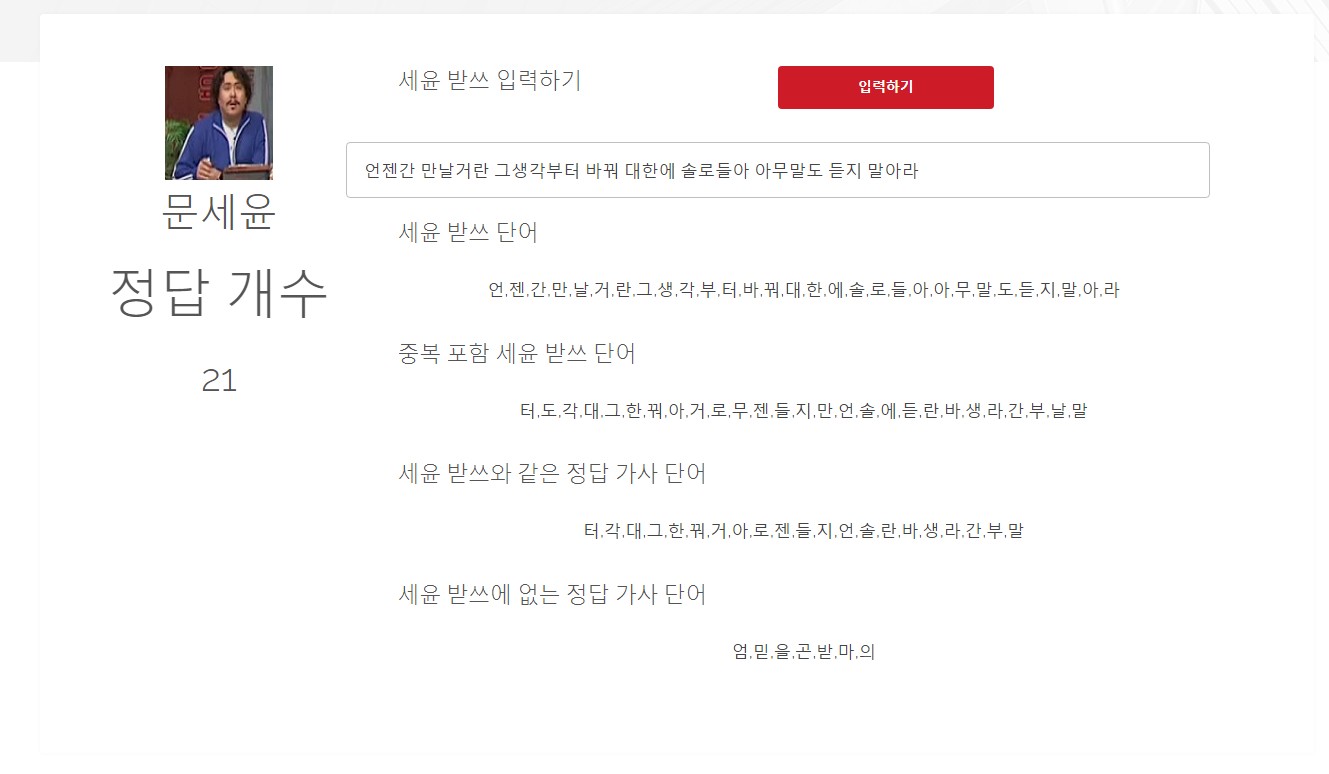 세윤 받쓰 입력하기
입력하기
언젠간 만날거란 그생각부터 바꿔 대한에 솔로들아 아무말도 듣지 말아라
문세윤
정답 개수
21
세윤 받쓰 단어
언,젠,간,만,날,거,란,그,생,각,부,터,바,꿔,대,한,에,솔,로,들,아,아,무,말,도,듣,지,말,아,라
중복 포함 세윤 받쓰 단어
터,도,각,대,그,한,꿔,아,거,로,무,젠,들,지,만,언,솔,에,듣,란,바,생,라,간,부,날,말
세윤 받쓰와 같은 정답 가사 단어
터,각,대,그,한,꿔,거,아,로,젠,들,지,언,솔,란,바,생,라,간,부,말
세윤 받쓰에 없는 정답 가사 단어
엄,믿,을,곤,받,마,의